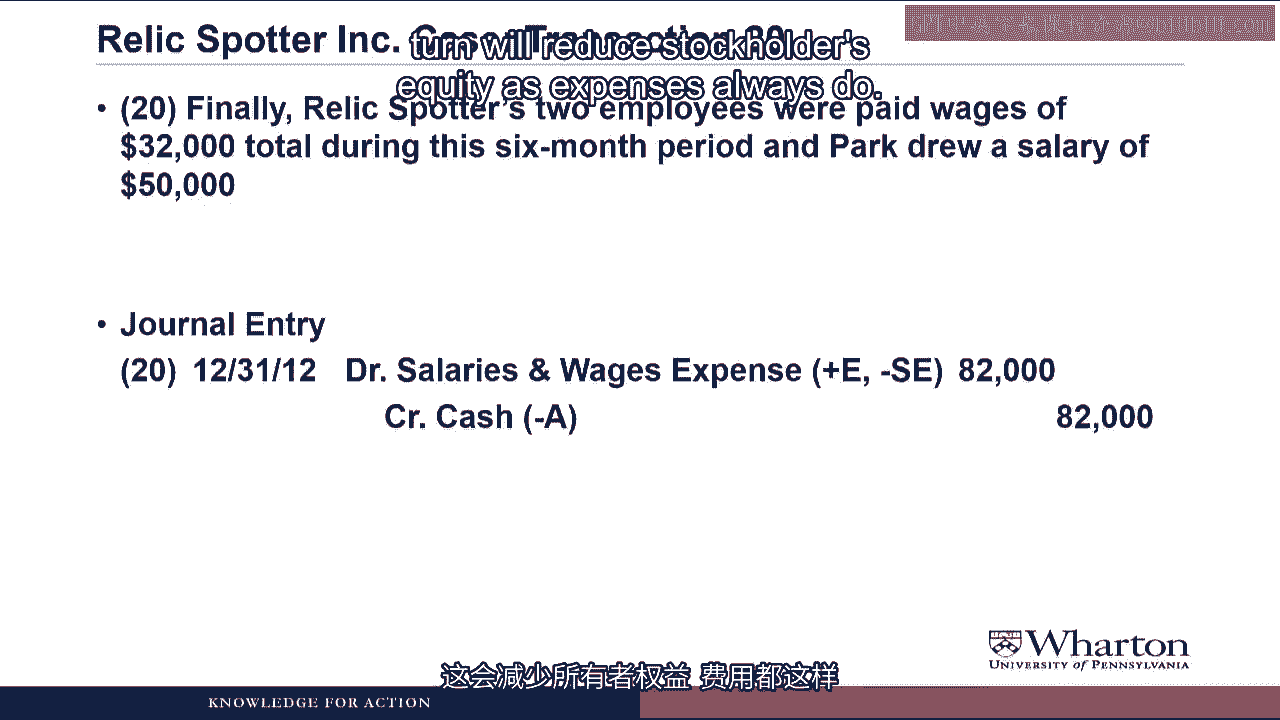 Relic Spotter Inc. Case: Transaction 20
turn will reduce stockholder's
equity as expenses always do.
• (20) Finally, Relic Spotter's two employees were paid wages of
$32,000 total during this six-month period and Park drew a salary of
$50,000
• Journal Entry
(20) 12/31/12 Dr. Salaries & Wages Expense (+E, -SE) 82,000
Cr. Cash (-A) 82,000
Wharton
UNIVERSITY of PENNSYLVANIA
这会减少所有者权益 费用都这样
KNOWLEDGE FOR ACTION